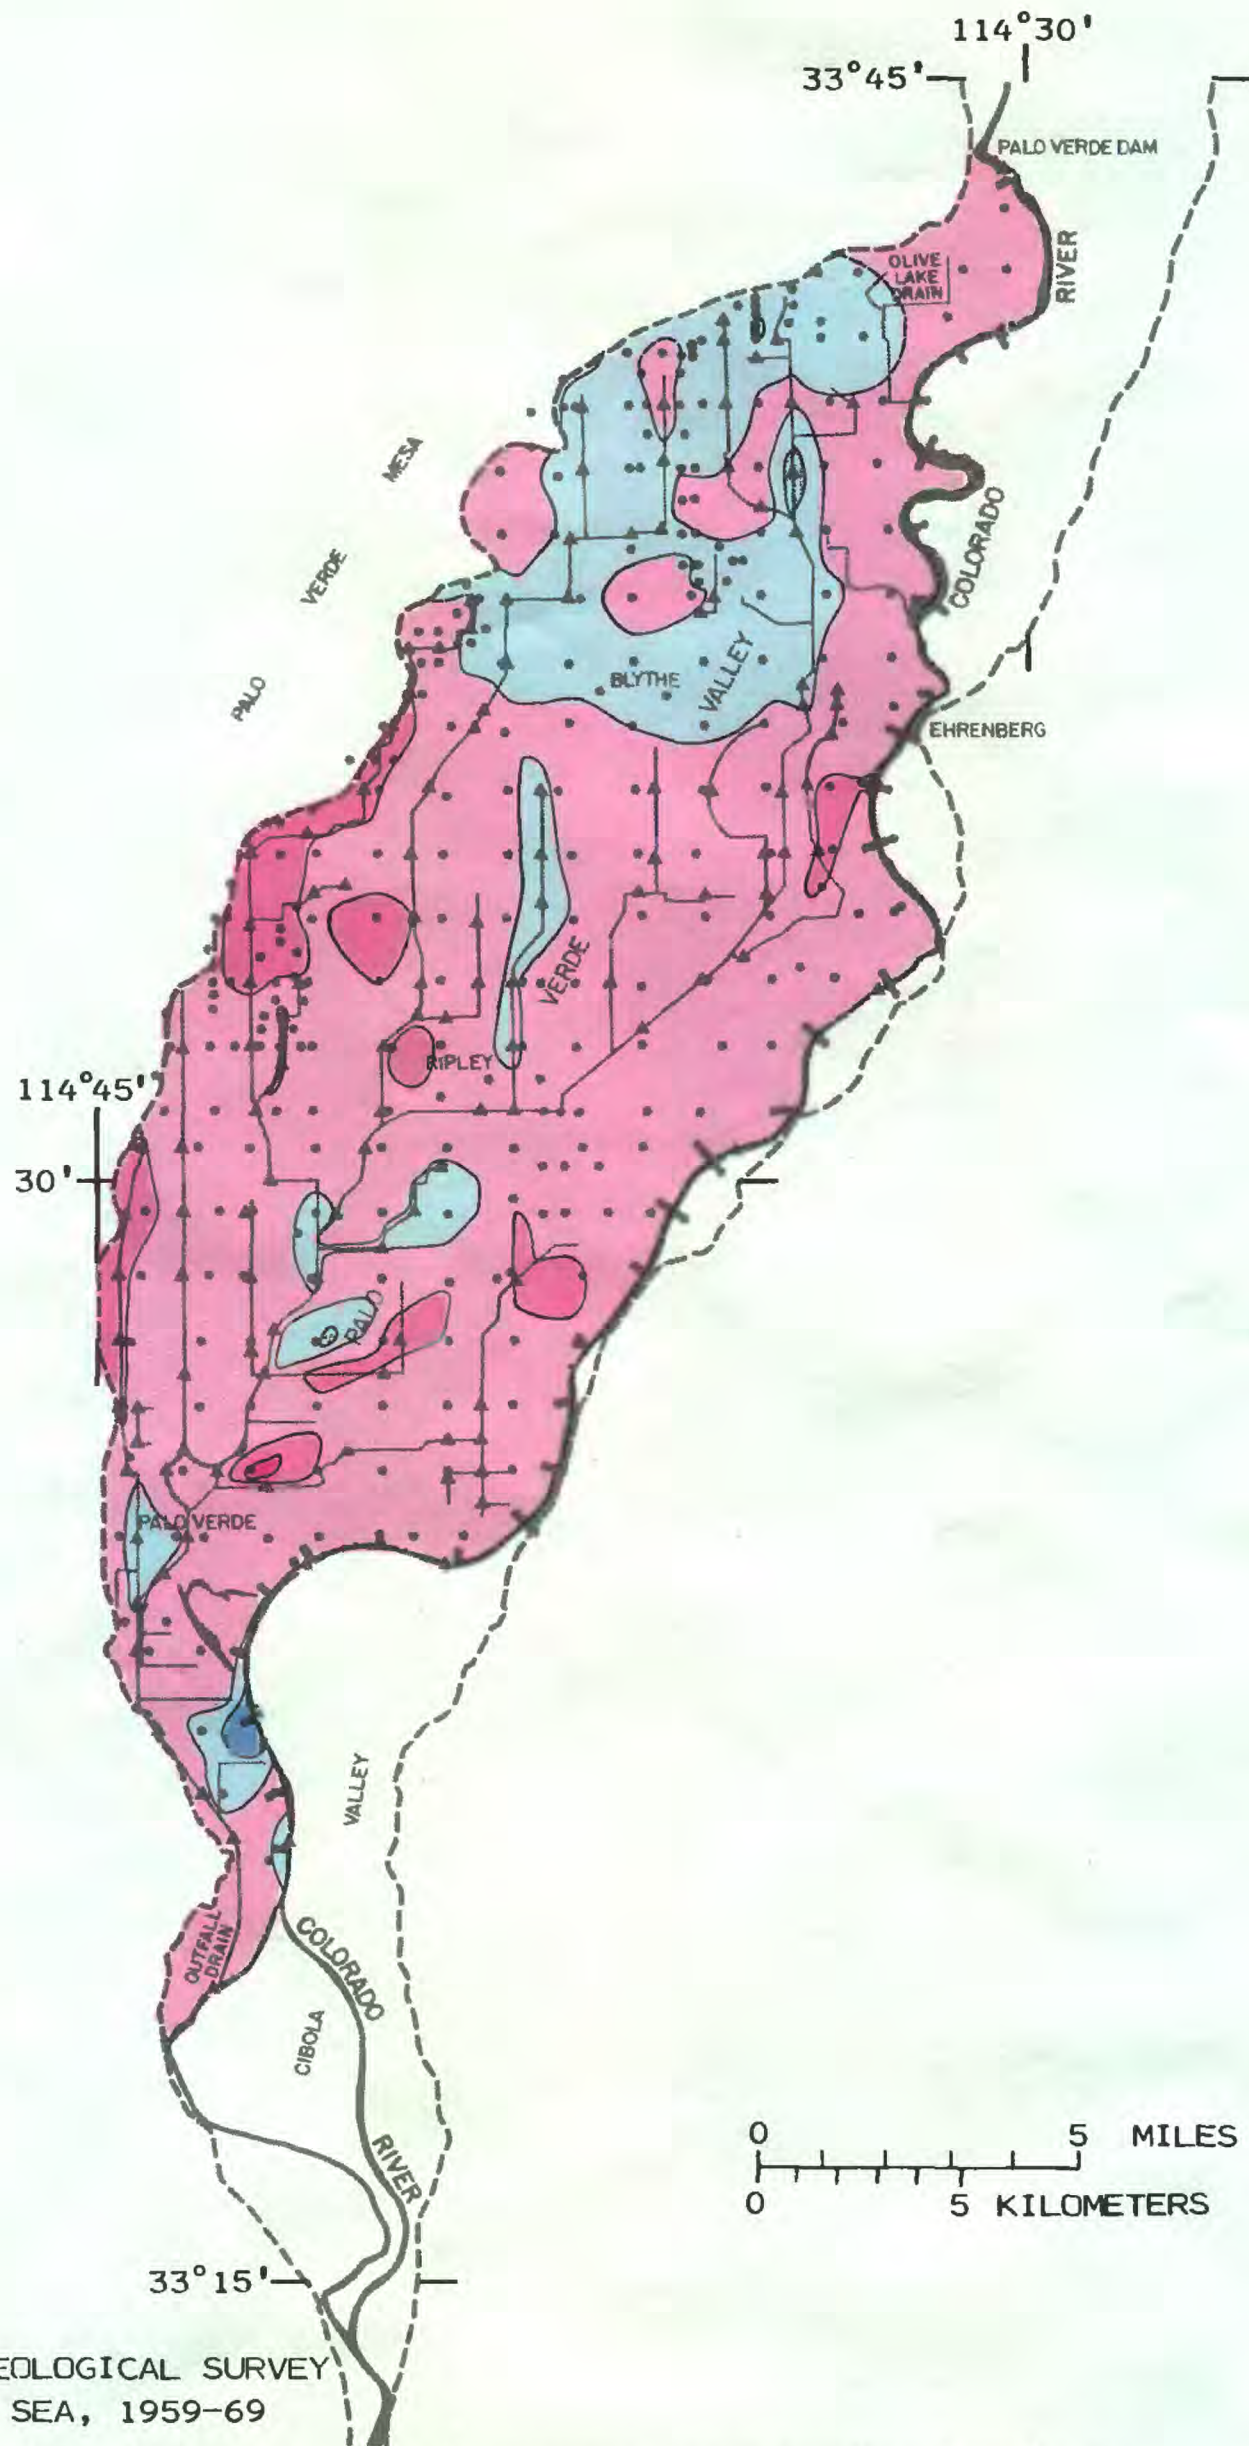 114°30'
33°45'
PALO VERDE DAM
OLIVE
LAKE
DRAIN
RIVER
MESA
COLORADO
VERDE
PALO
BLYTHE
VALLEY
EHRENBERG
VERDE
RIPLEY
114°45'
30'
PALO
PALO VERDE
VALLEY
OUTFALL
DRAIN
COLORADO
CIBOLA
RIVER
0 5 MILES
0 5 KILOMETERS
33°15'
EOLOGICAL SURVEY
SEA, 1959-69